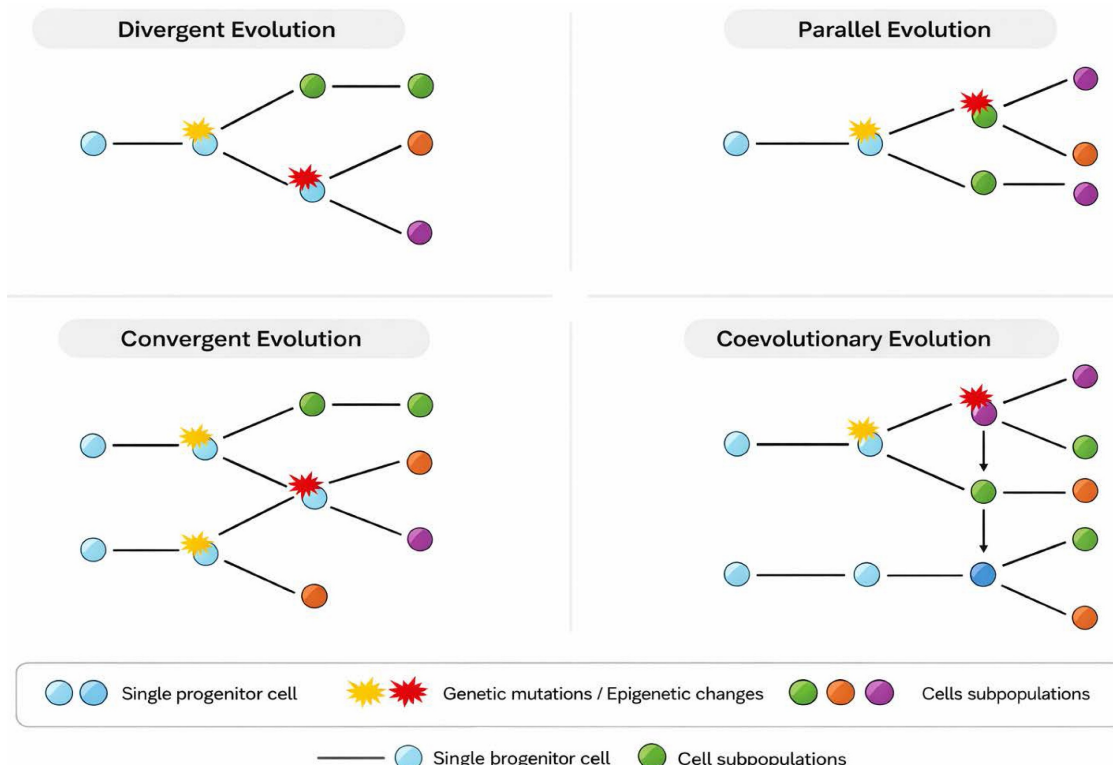 Divergent Evolution
Parallel Evolution
Convergent Evolution
Coevolutionary Evolution
Single progenitor cell
Genetic mutations / Epigenetic changes
Cells subpopulations
Single brogenitor cell
Cell subpopulations